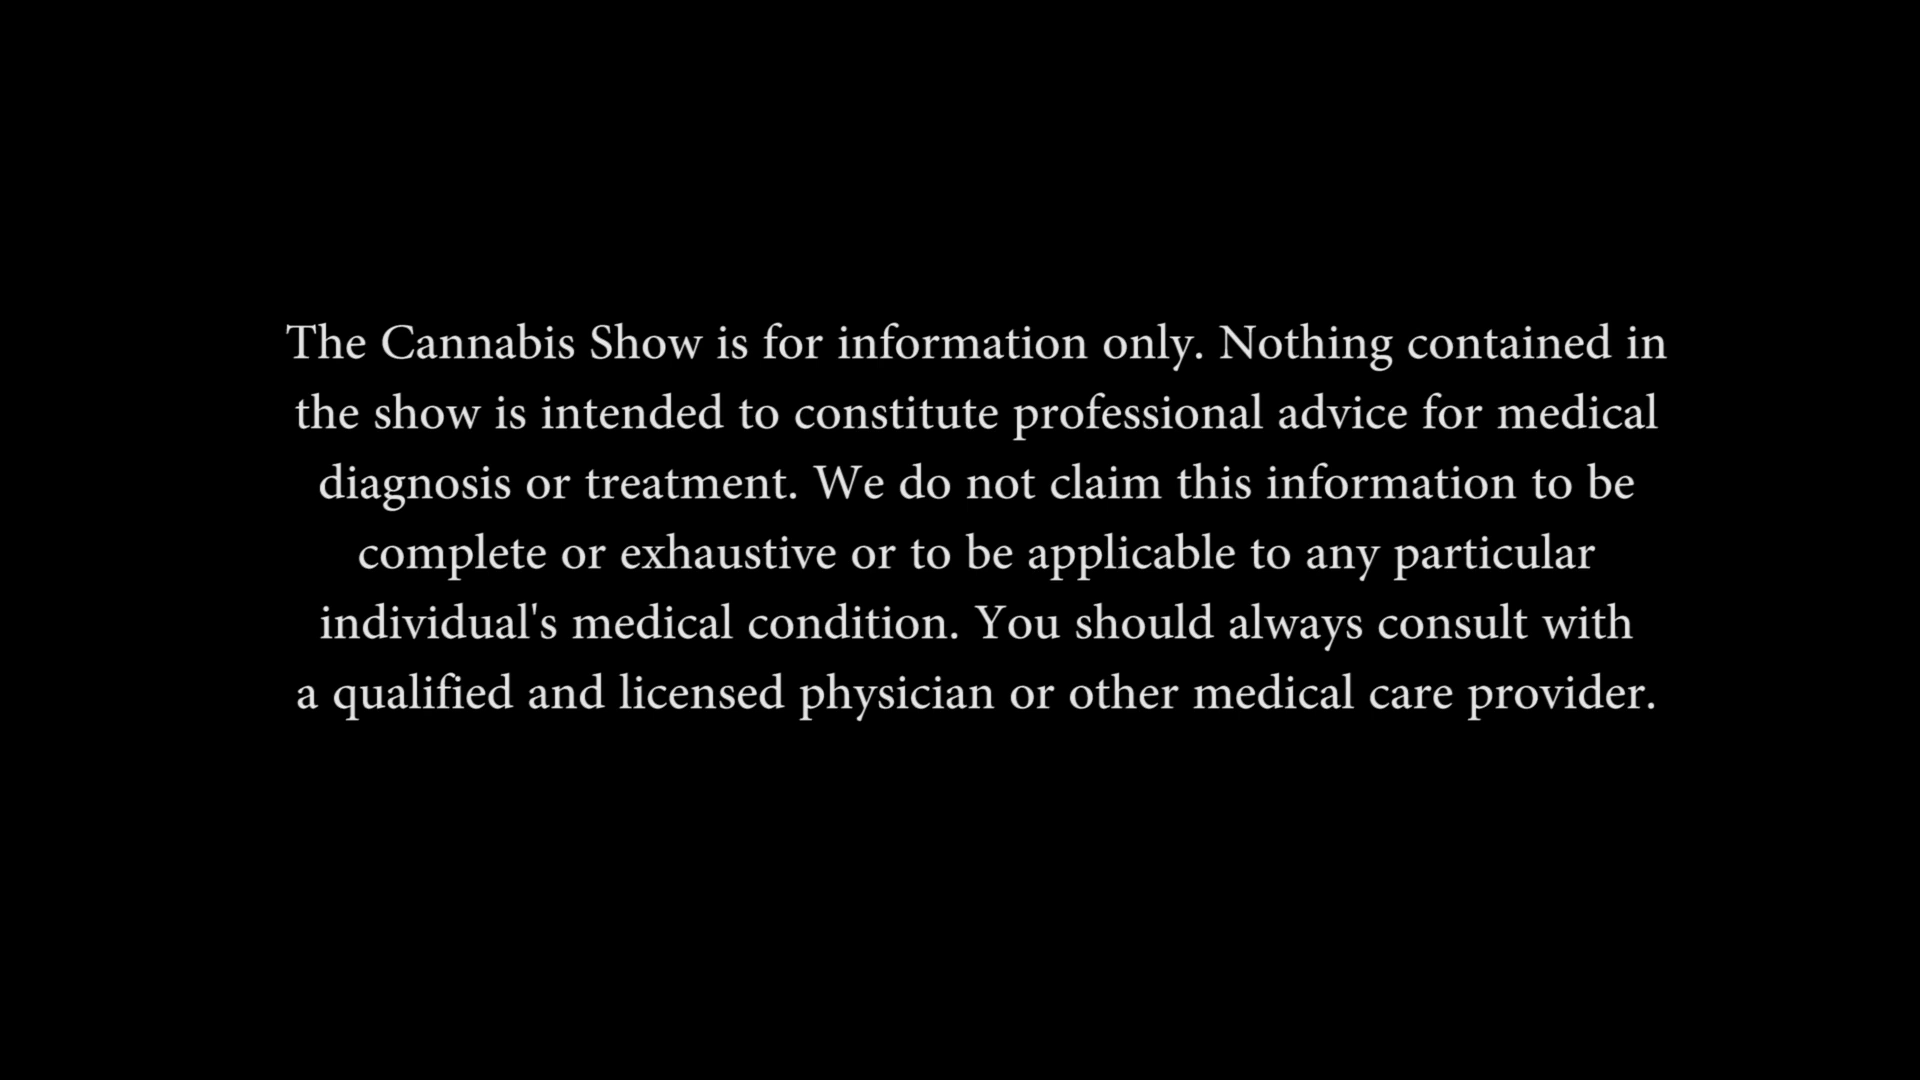 The Cannabis Show is for information only. Nothing contained in
the show is intended to constitute professional advice for medical
diagnosis or treatment. We do not claim this information to be
complete or exhaustive or to be applicable to any particular
individual's medical condition. You should always consult with
a qualified and licensed physician or other medical care provider.